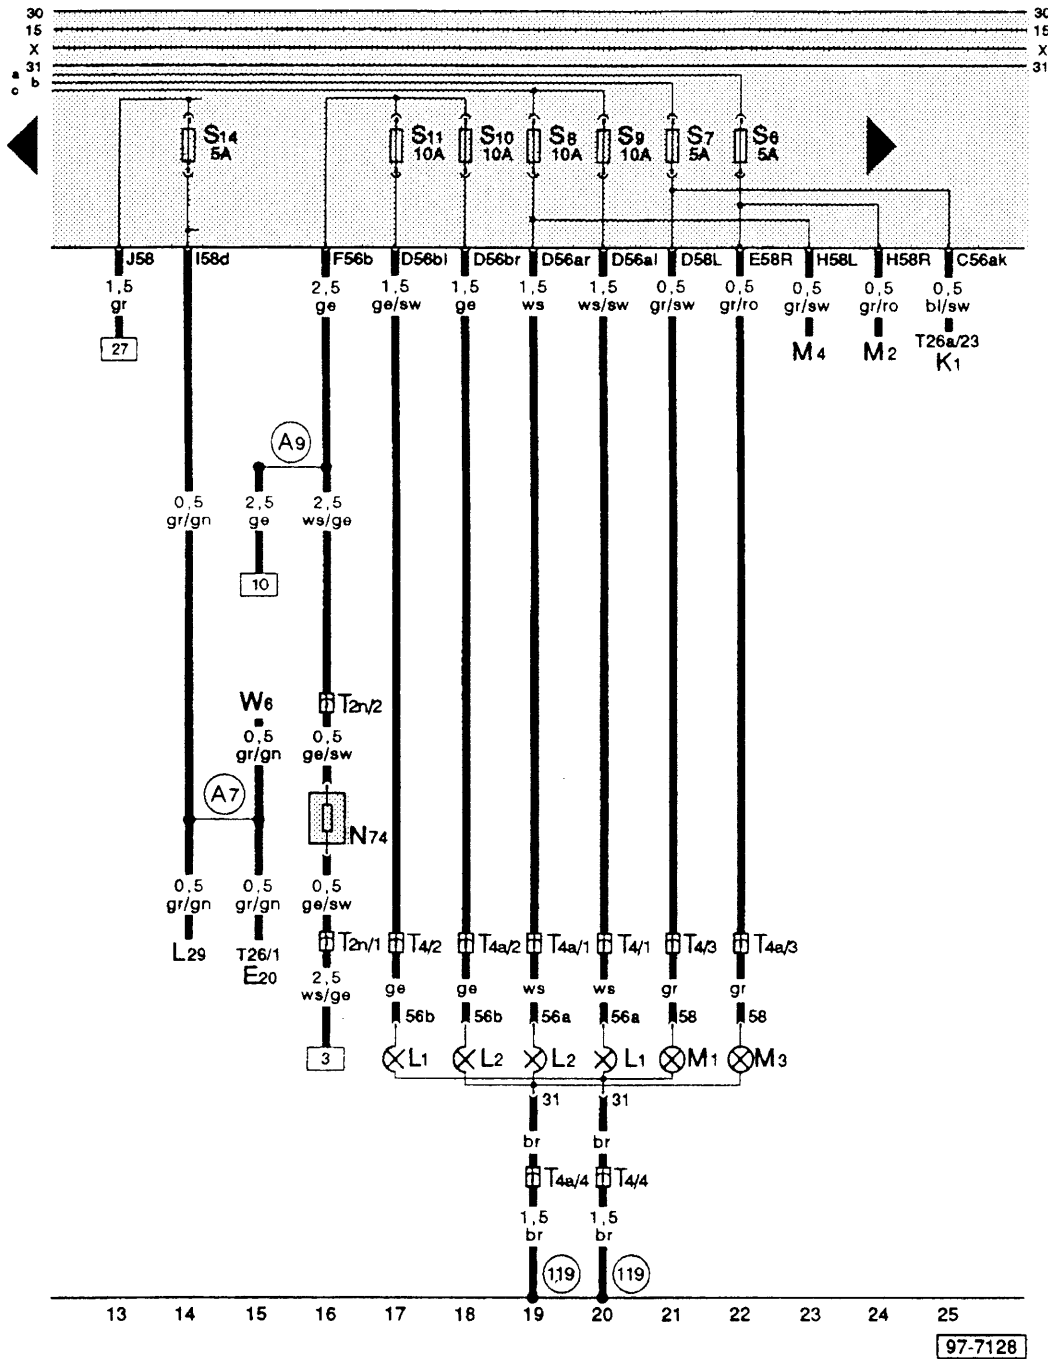 30 30
15 15
X X
31 31
a
b
c
S14 S11 S10 S8 S9 S7 S6
5A 10A 10A 10A 10A 5A 5A
J58 I58d F56b D56bl D56br D56ar D56al D58L E58R H58L H58R C56ak
1,5 2,5 1,5 1,5 1,5 1,5 0,5 0,5 0,5 0,5 0,5
gr ge ge/sw ge ws ws/sw gr/sw gr/ro gr/sw gr/ro bl/sw
27 M4 M2 T26a/23
K1
A9
0,5 2,5 2,5
gr/gn ge ws/ge
10
W6 T2n/2
0,5 0,5
gr/gn ge/sw
A7
N74
0,5 0,5 0,5
gr/gn gr/gn ge/sw
L29 T26/1 T2n/1 T4/2 T4a/2 T4a/1 T4/1 T4/3 T4a/3
E20
2,5
ws/ge ge ge ws ws gr gr
56b 56b 56a 56a 58 58
3 L1 L2 L2 L1 M1 M3
31 31
br br
T4a/4 T4/4
1,5 1,5
br br
119 119
13 14 15 16 17 18 19 20 21 22 23 24 25
97-7128